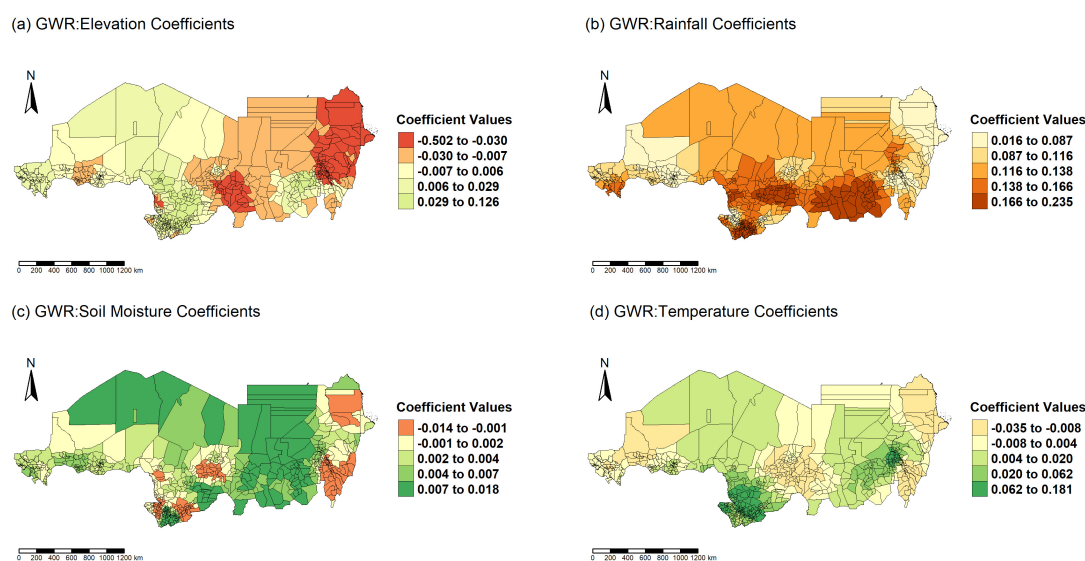 (a) GWR:Elevation Coefficients
N
Coefficient Values
-0.502 to -0.030
-0.030 to -0.007
-0.007 to 0.006
0.006 to 0.029
0.029 to 0.126
0 200 400 600 800 1000 1200 km
(b) GWR:Rainfall Coefficients
N
Coefficient Values
0.016 to 0.087
0.087 to 0.116
0.116 to 0.138
0.138 to 0.166
0.166 to 0.235
0 200 400 600 800 1000 1200 km
(c) GWR:Soil Moisture Coefficients
N
Coefficient Values
-0.014 to -0.001
-0.001 to 0.002
0.002 to 0.004
0.004 to 0.007
0.007 to 0.018
0 200 400 600 800 1000 1200 km
(d) GWR:Temperature Coefficients
N
Coefficient Values
-0.035 to -0.008
-0.008 to 0.004
0.004 to 0.020
0.020 to 0.062
0.062 to 0.181
0 200 400 600 800 1000 1200 km